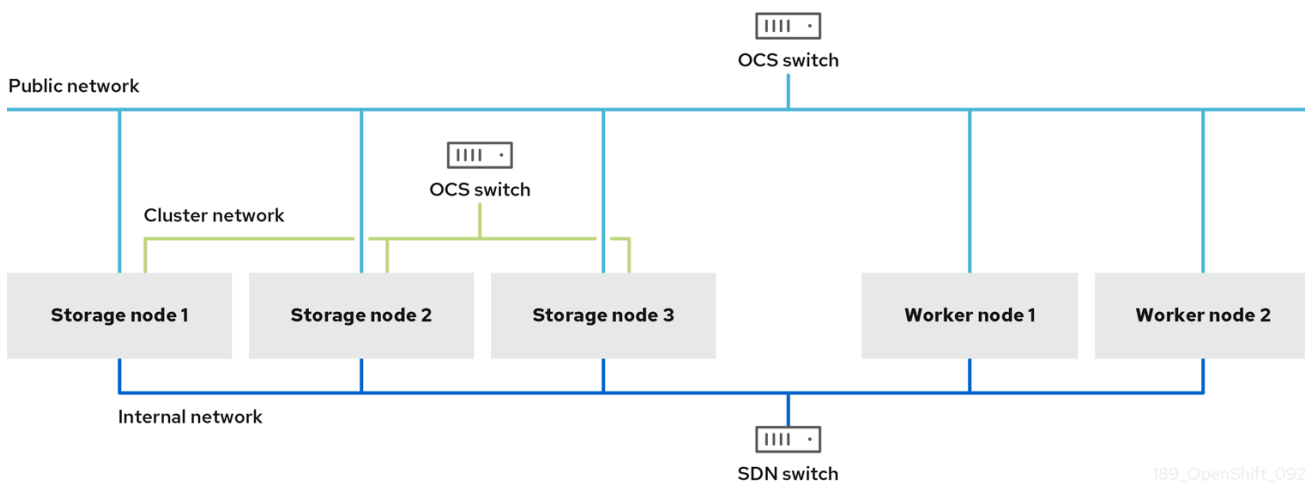 OCS switch
Public network
OCS switch
Cluster network
Storage node 1
Storage node 2
Storage node 3
Worker node 1
Worker node 2
Internal network
SDN switch
189_OpenShift_092